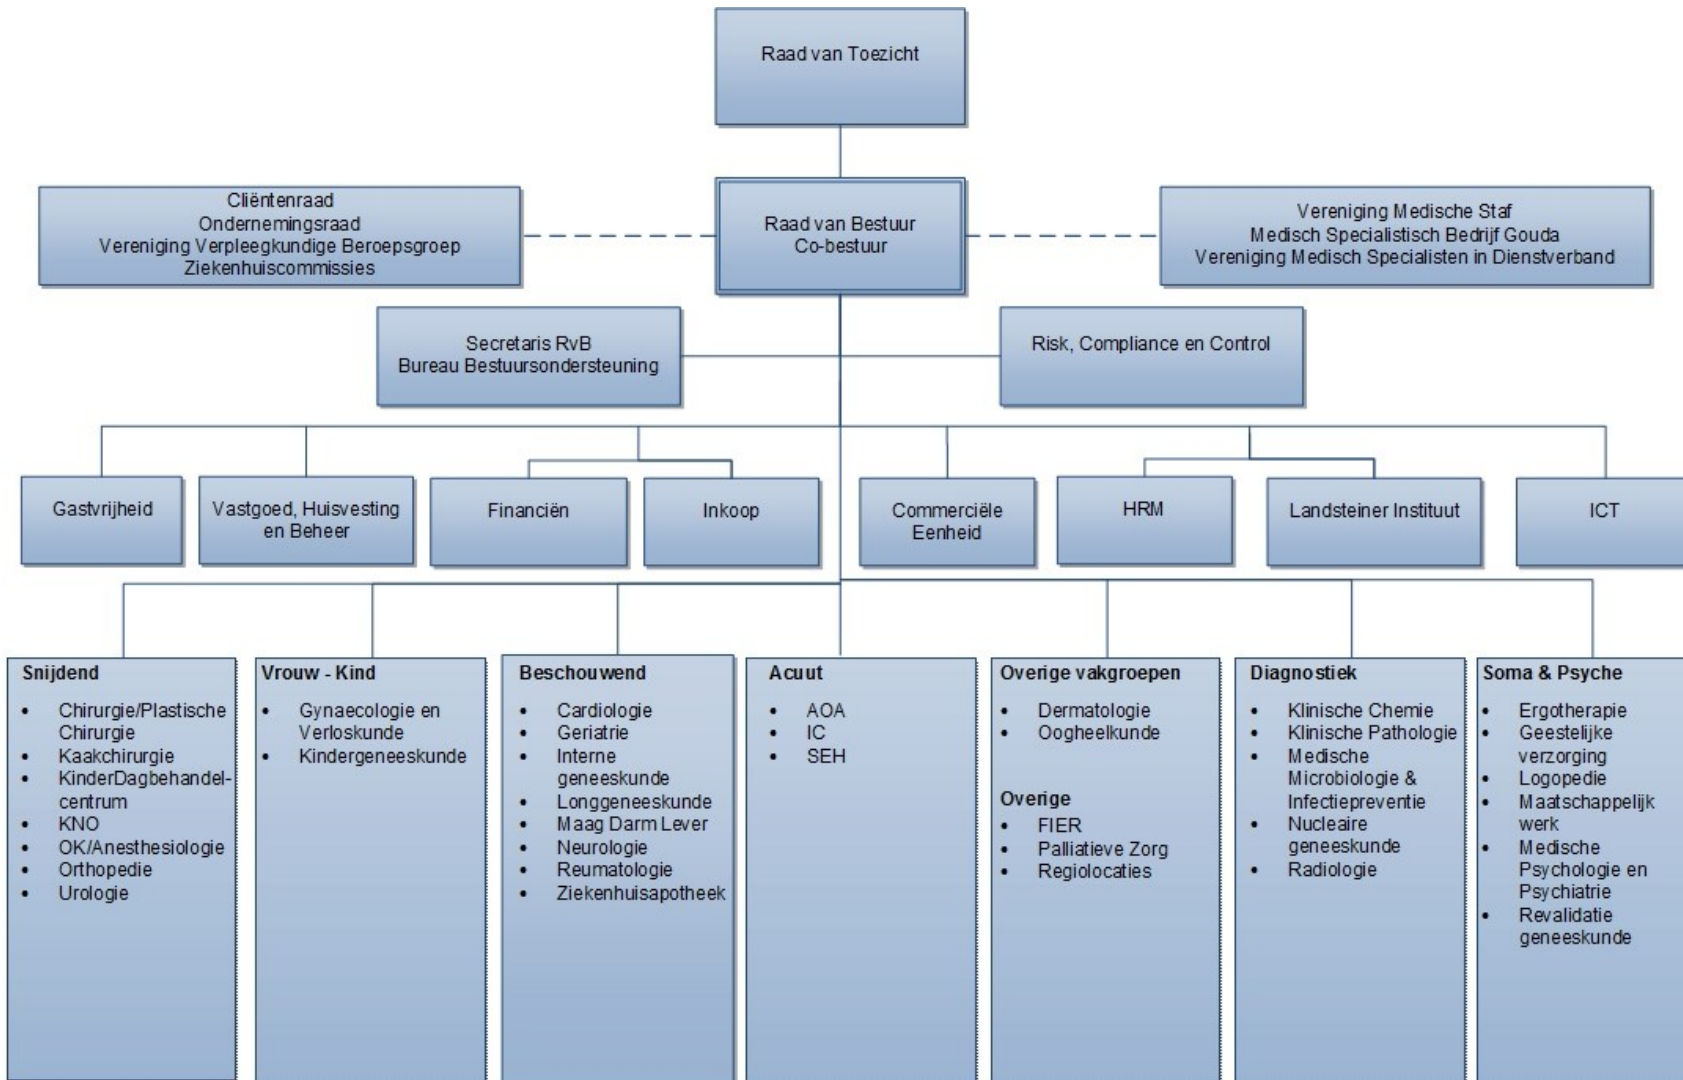 Raad van Toezicht
Cliëntenraad
Ondernemingsraad
Vereniging Verpleegkundige Beroepsgroep
Ziekenhuiscommissies
Raad van Bestuur
Co-bestuur
Vereniging Medische Staf
Medisch Specialistisch Bedrijf Gouda
Vereniging Medisch Specialisten in Dienstverband
Secretaris RvB
Bureau Bestuursondersteuning
Risk, Compliance en Control
Gastvrijheid
Vastgoed, Huisvesting
en Beheer
Financiën
Inkoop
Commerciële
Eenheid
HRM
Landsteiner Instituut
ICT
Snijdend
• Chirurgie/Plastische
Chirurgie
• Kaakchirurgie
• KinderDagbehandel-
centrum
• KNO
• OK/Anesthesiologie
• Orthopedie
• Urologie
Vrouw - Kind
• Gynaecologie en
Verloskunde
• Kindergeneeskunde
Beschouwend
• Cardiologie
• Geriatrie
• Interne
geneeskunde
• Longgeneeskunde
• Maag Darm Lever
• Neurologie
• Reumatologie
• Ziekenhuisapotheek
Acuut
• AOA
• IC
• SEH
Overige vakgroepen
• Dermatologie
• Oogheelkunde
Overige
• FIER
• Palliatieve Zorg
• Regiolocaties
Diagnostiek
• Klinische Chemie
• Klinische Pathologie
• Medische
Microbiologie &
Infectiepreventie
• Nucleaire
geneeskunde
• Radiologie
Soma & Psyche
• Ergotherapie
• Geestelijke
verzorging
• Logopedie
• Maatschappelijk
werk
• Medische
Psychologie en
Psychiatrie
• Revalidatie
geneeskunde